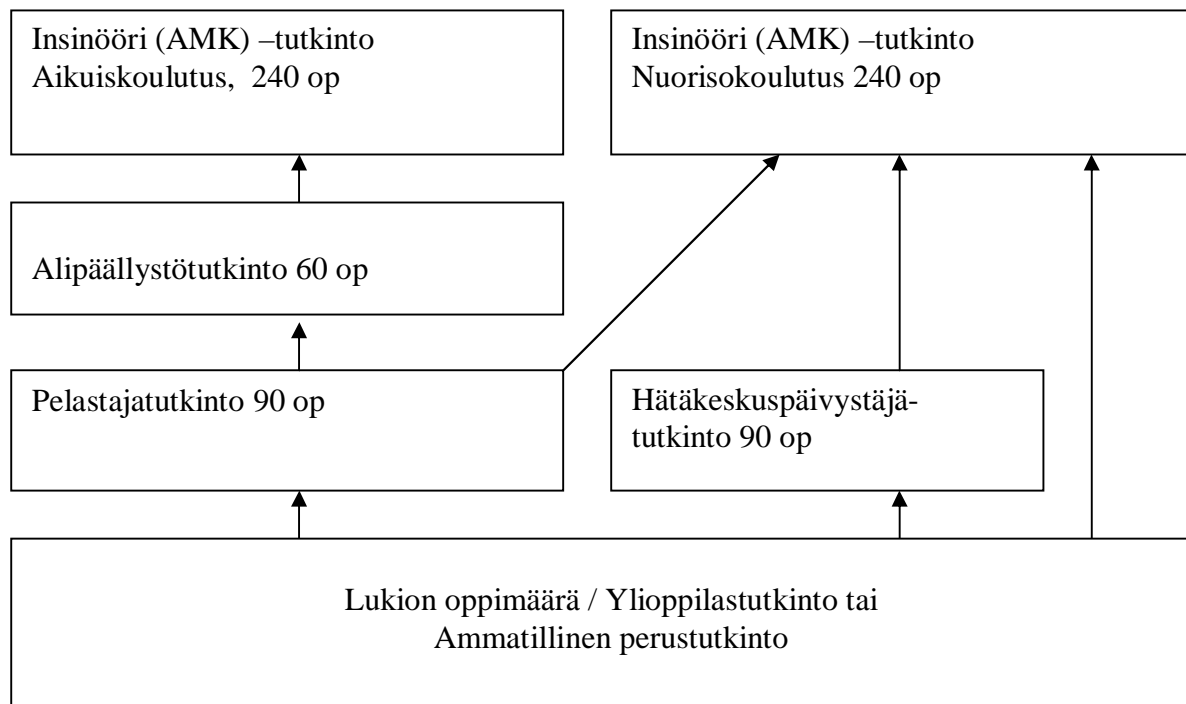 Insinööri (AMK) –tutkinto
Aikuiskoulutus, 240 op
Insinööri (AMK) –tutkinto
Nuorisokoulutus 240 op
Alipäällystötutkinto 60 op
Pelastajatutkinto 90 op
Hätäkeskuspäivystäjä-
tutkinto 90 op
Lukion oppimäärä / Ylioppilastutkinto tai
Ammatillinen perustutkinto